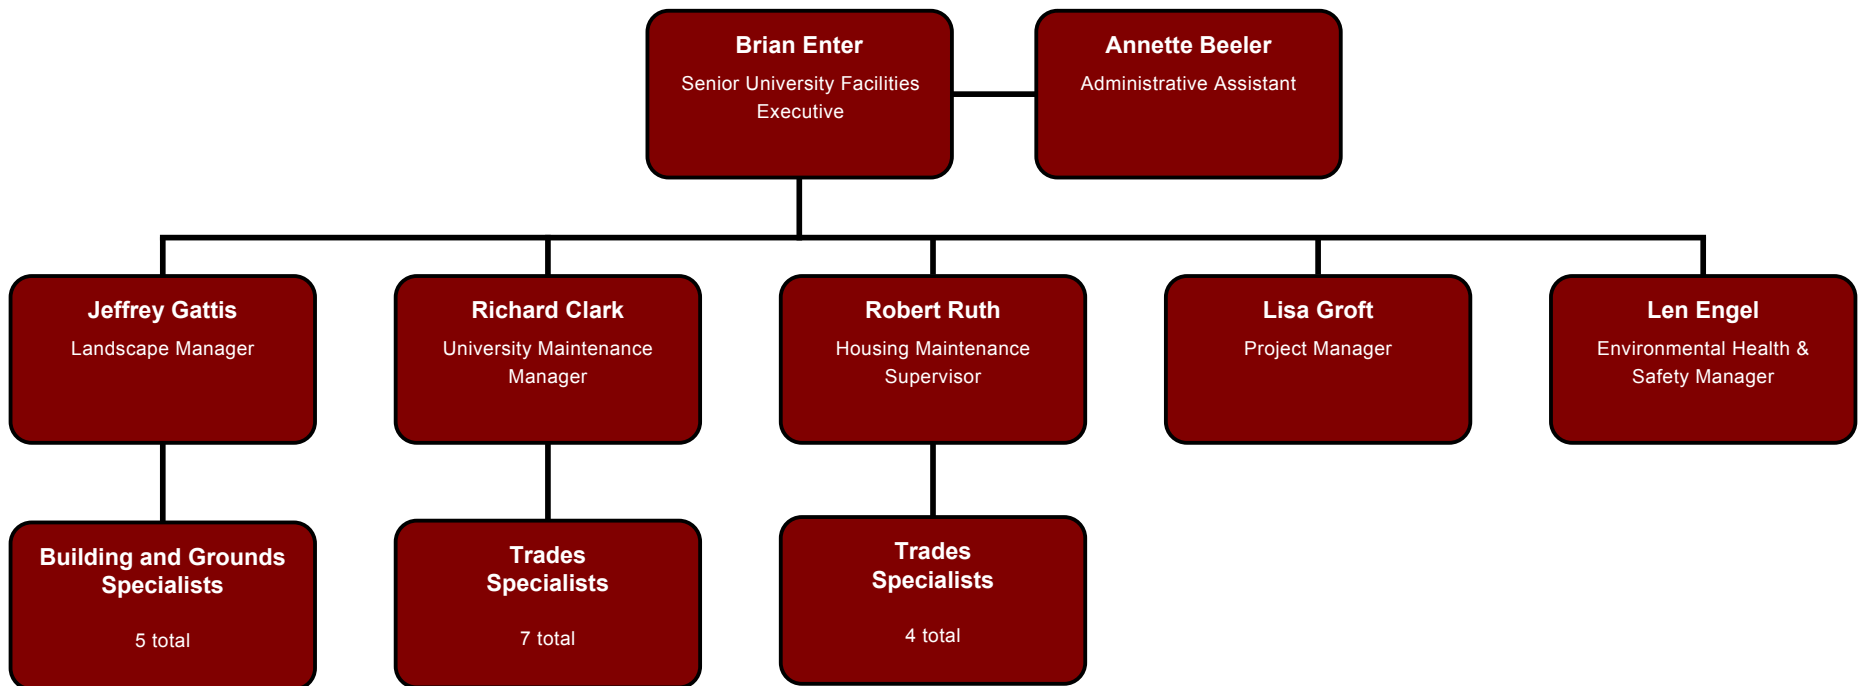 Brian Enter
Senior University Facilities
Executive
Annette Beeler
Administrative Assistant
Jeffrey Gattis
Landscape Manager
Richard Clark
University Maintenance
Manager
Robert Ruth
Housing Maintenance
Supervisor
Lisa Groft
Project Manager
Len Engel
Environmental Health &
Safety Manager
Building and Grounds
Specialists
5 total
Trades
Specialists
7 total
Trades
Specialists
4 total